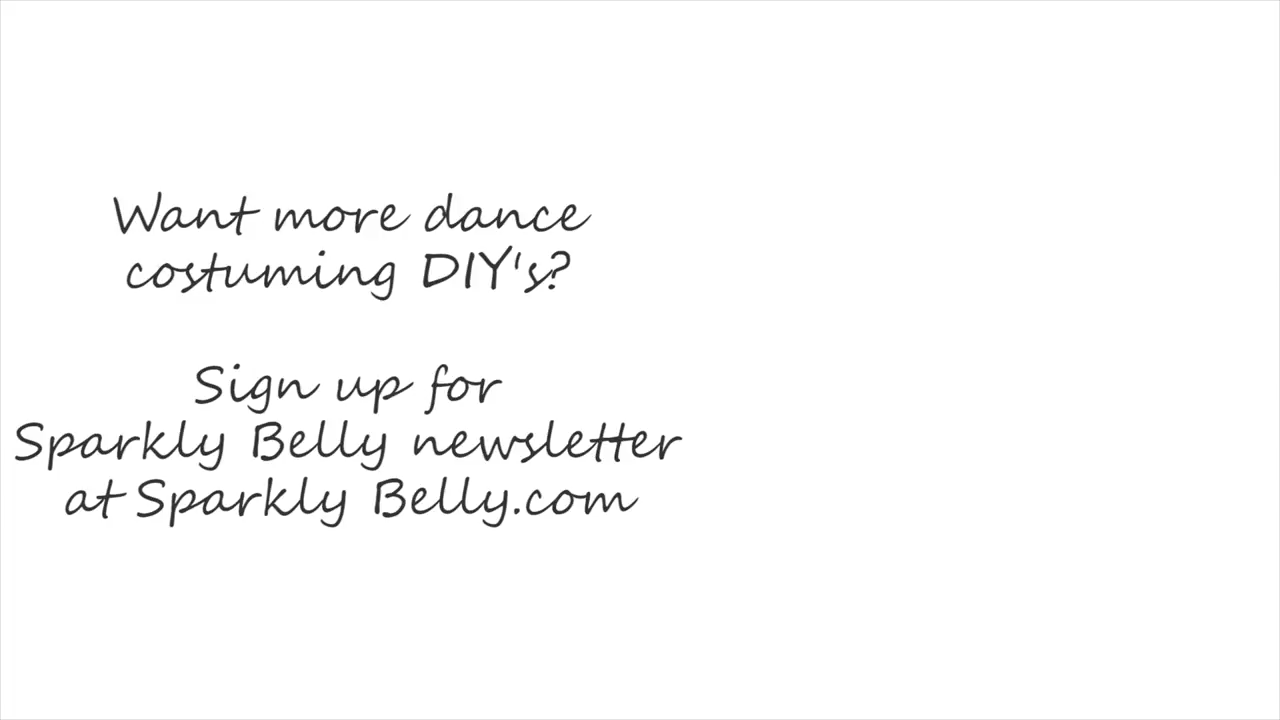 Want more dance
costuming DIY's?
Sign up for
Sparkly Belly newsletter
at Sparkly Belly.com